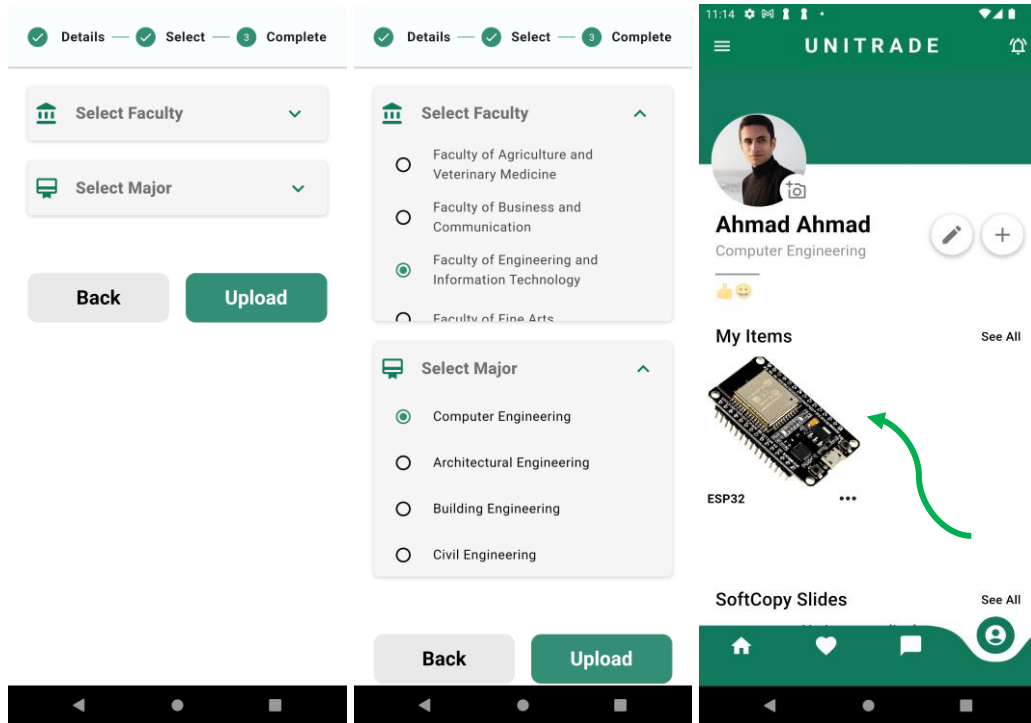 Details
Select
3
Complete
Select Faculty
Select Major
Back
Upload
Details
Select
3
Complete
Select Faculty
Faculty of Agriculture and
Veterinary Medicine
Faculty of Business and
Communication
Faculty of Engineering and
Information Technology
Faculty of Fine Arts
Select Major
Computer Engineering
Architectural Engineering
Building Engineering
Civil Engineering
Back
Upload
11:14
UNITRADE
Ahmad Ahmad
Computer Engineering
👍😀
My Items
See All
ESP32
SoftCopy Slides
See All